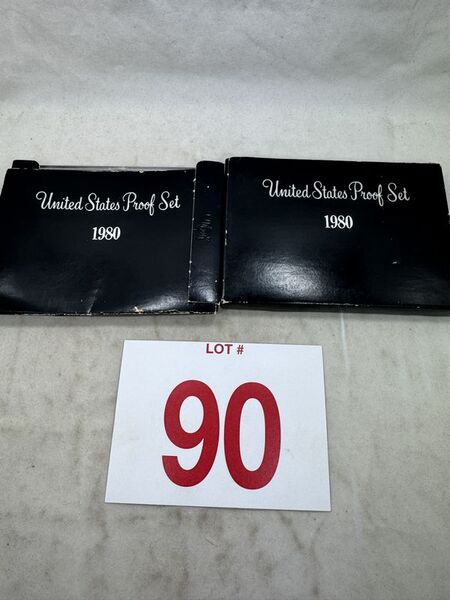 United States Proof Set
1980
United States Proof Set
1980
LOT #
90